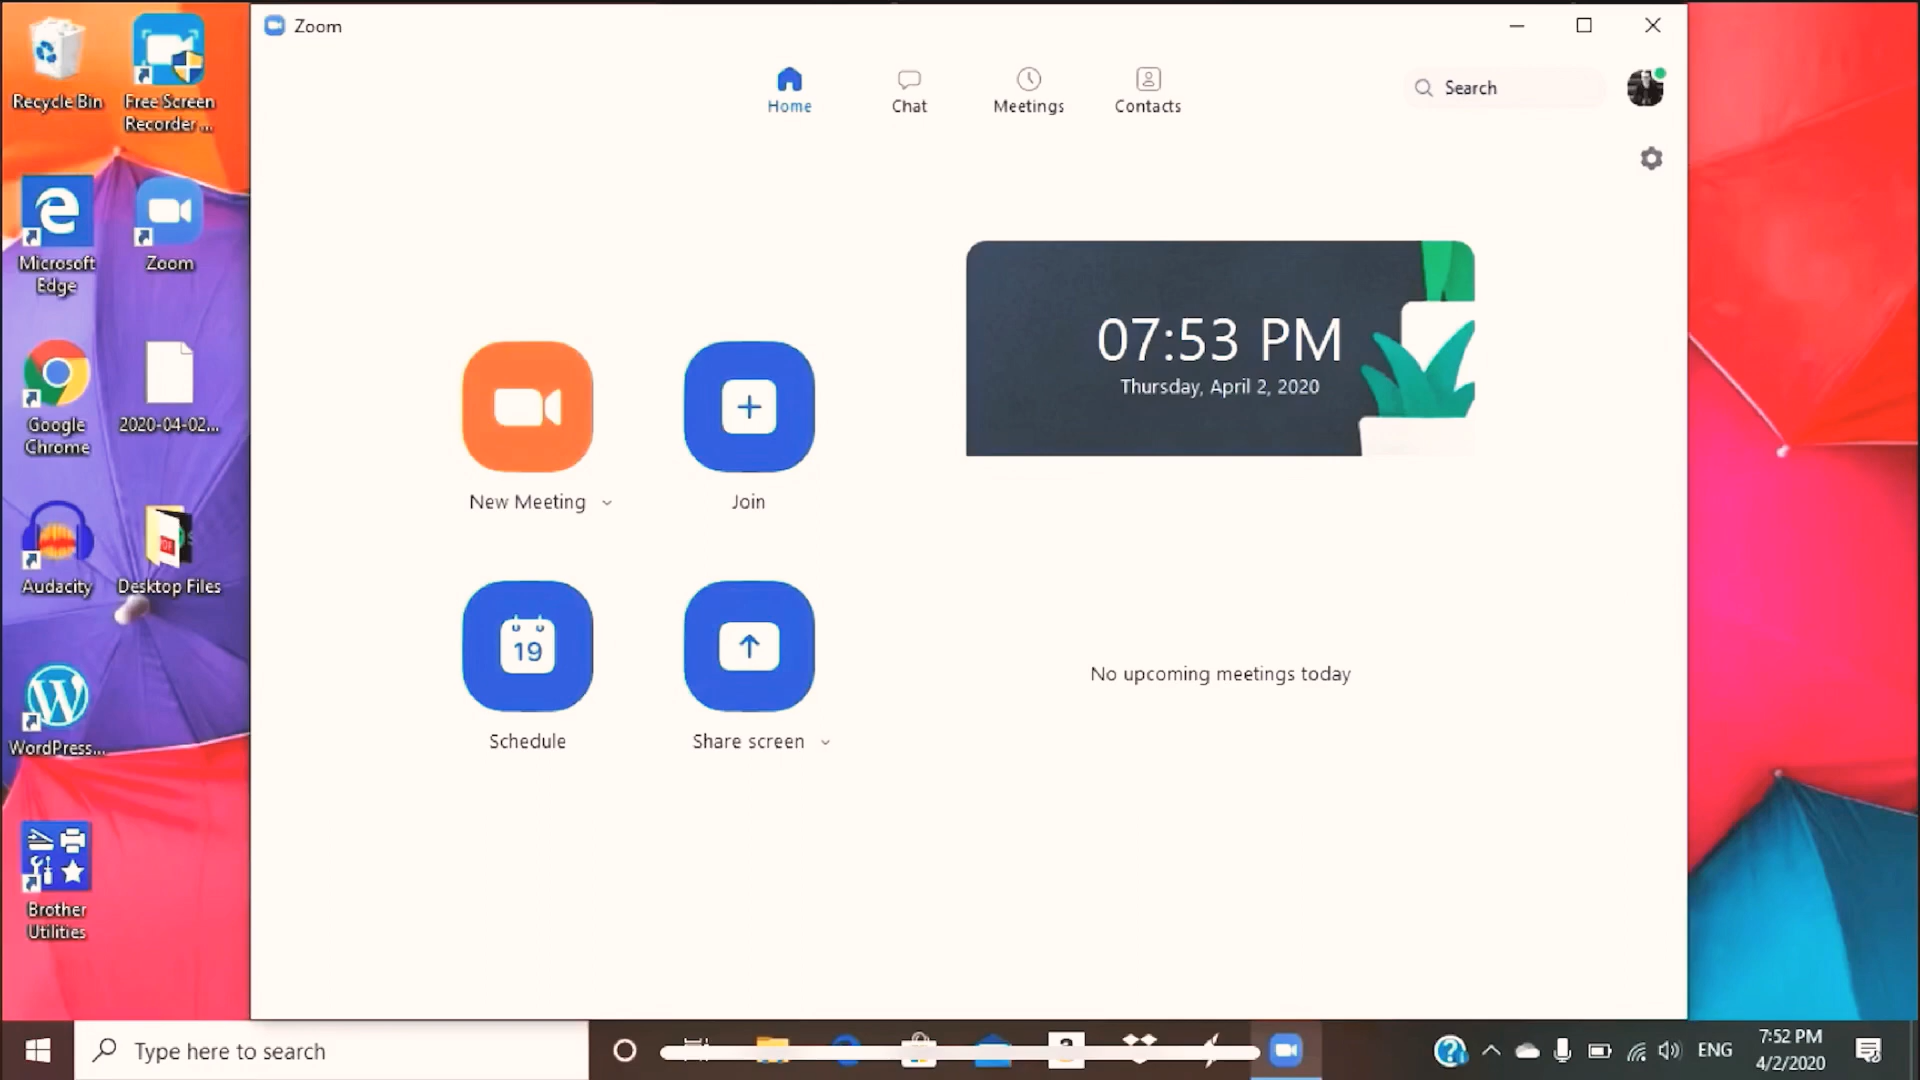 Zoom
Home
Chat
Meetings
Contacts
Search
Recycle Bin
Free Screen
Recorder ...
Microsoft
Edge
Zoom
Google
Chrome
2020-04-02...
Audacity
Desktop Files
WordPress...
Brother
Utilities
07:53 PM
Thursday, April 2, 2020
New Meeting
Join
19
Schedule
Share screen
No upcoming meetings today
Type here to search
ENG
7:52 PM
4/2/2020